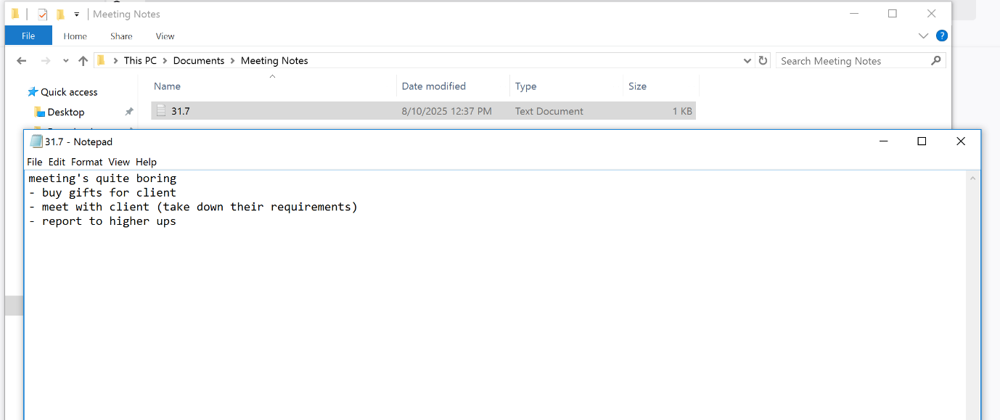 Meeting Notes
File Home Share View
This PC Documents Meeting Notes
Search Meeting Notes
Quick access
Desktop
Name Date modified Type Size
31.7 8/10/2025 12:37 PM Text Document 1 KB
31.7 - Notepad
File Edit Format View Help
meeting's quite boring
- buy gifts for client
- meet with client (take down their requirements)
- report to higher ups